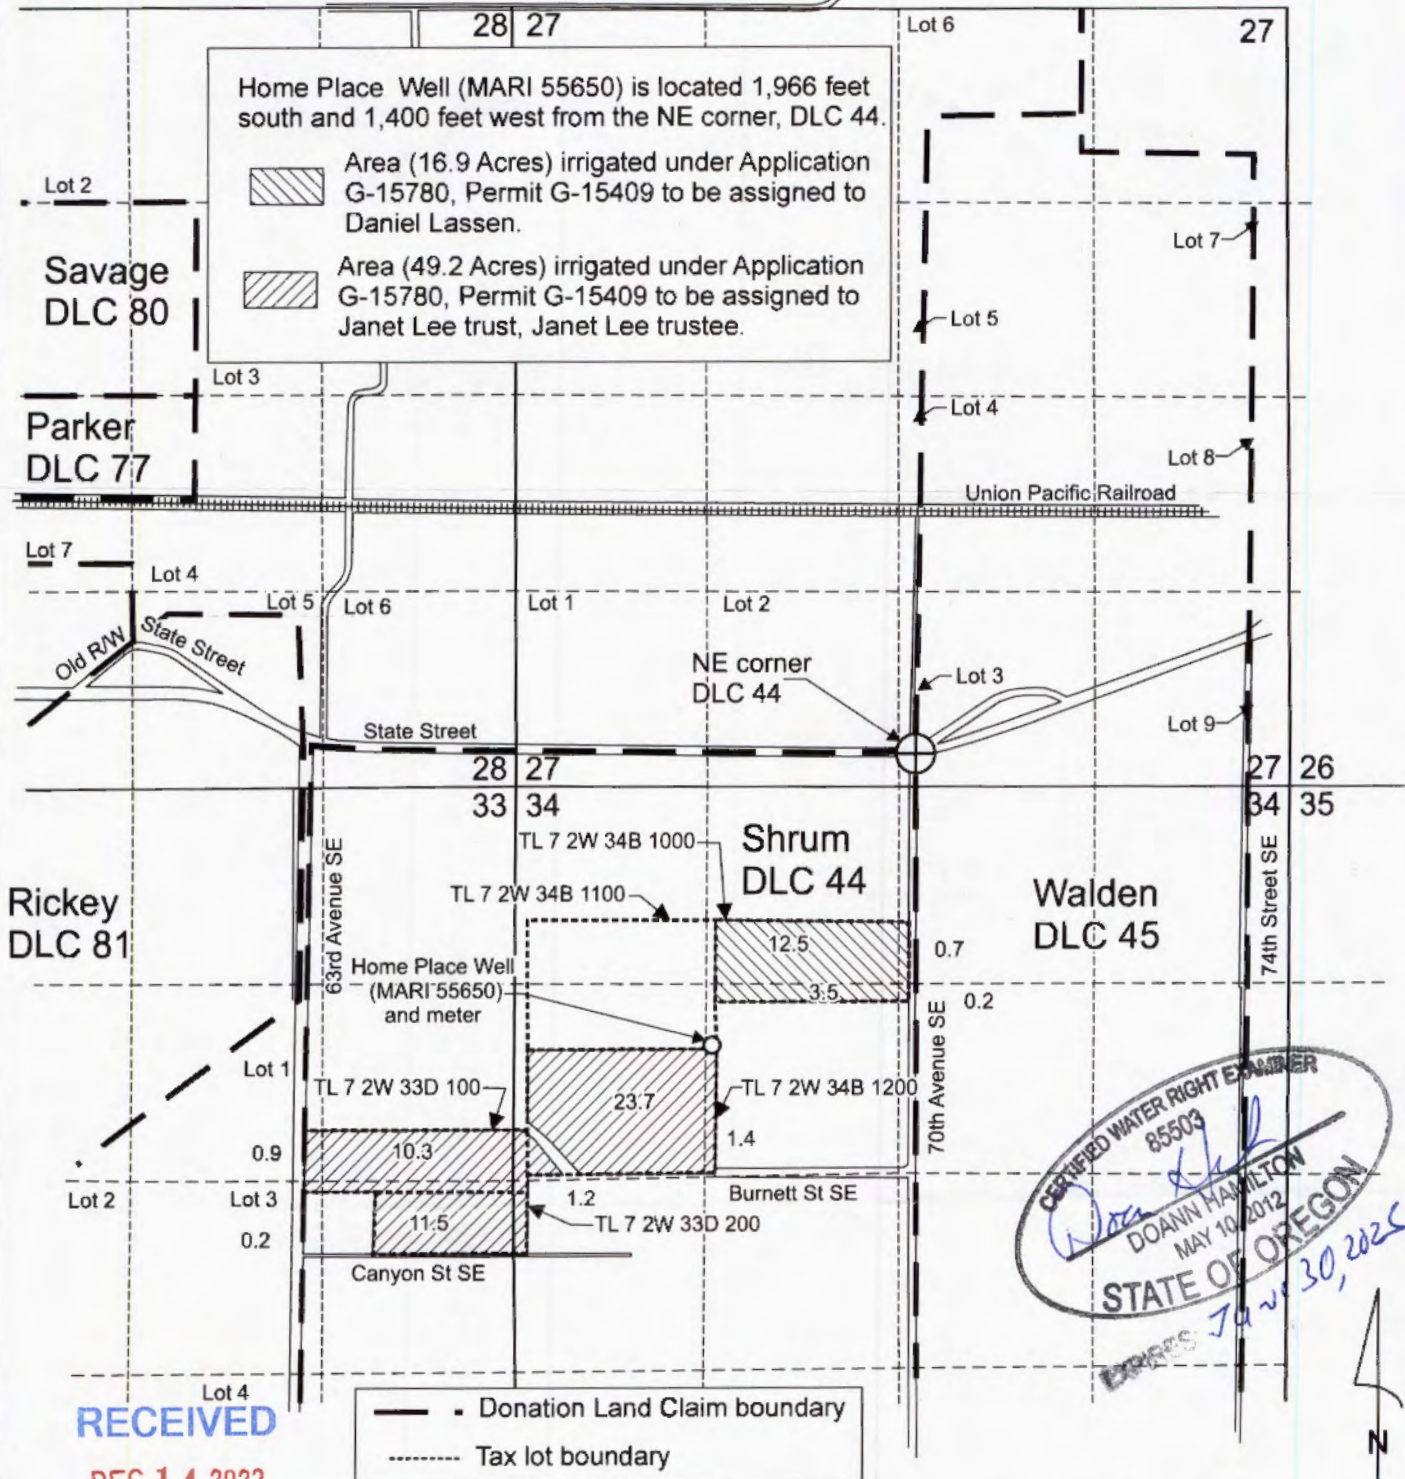 28 27
Lot 6
27
Home Place Well (MARI 55650) is located 1,966 feet
south and 1,400 feet west from the NE corner, DLC 44.
Area (16.9 Acres) irrigated under Application
G-15780, Permit G-15409 to be assigned to
Daniel Lassen.
Area (49.2 Acres) irrigated under Application
G-15780, Permit G-15409 to be assigned to
Janet Lee trust, Janet Lee trustee.
Lot 2
Savage
DLC 80
Lot 7
Lot 5
Lot 3
Lot 4
Parker
DLC 77
Lot 8
Union Pacific Railroad
Lot 7
Lot 4
Lot 5
Lot 6
Lot 1
Lot 2
Old R/W
State Street
NE corner
DLC 44
Lot 3
Lot 9
State Street
28 27
33 34
27 26
34 35
TL 7 2W 34B 1000
Shrum
DLC 44
TL 7 2W 34B 1100
Rickey
DLC 81
63rd Avenue SE
Walden
DLC 45
74th Street SE
12.5
0.7
3.5
0.2
Home Place Well
(MARI 55650)
and meter
70th Avenue SE
Lot 1
TL 7 2W 33D 100
23.7
TL 7 2W 34B 1200
1.4
0.9
10.3
Lot 2
Lot 3
1.2
Burnett St SE
11.5
TL 7 2W 33D 200
0.2
Canyon St SE
CERTIFIED WATER RIGHT EXAMINER
85503
DOANN HAMILTON
MAY 10, 2012
STATE OF OREGON
EXPIRES: June 30, 2025
Lot 4
RECEIVED
DEC 14 2022
Donation Land Claim boundary
Tax lot boundary
N